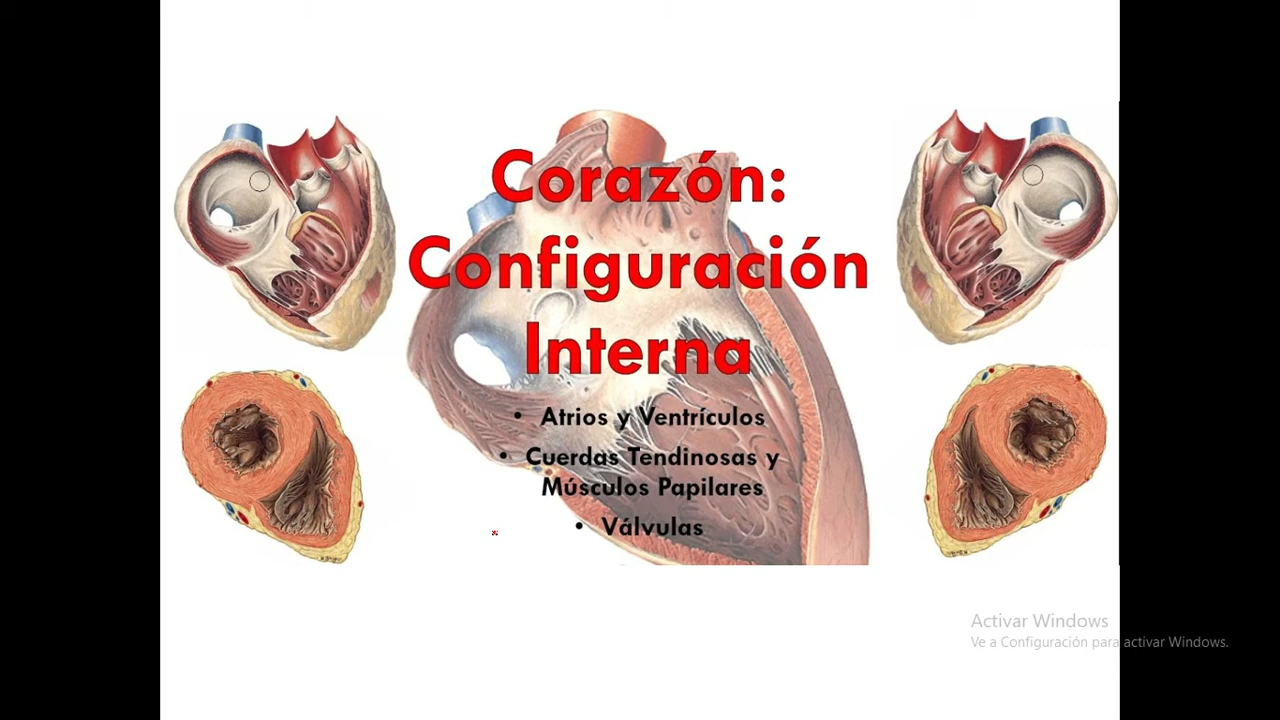 Corazón:
Configuración
Interna
• Atrios y Ventrículos
• Cuerdas Tendinosas y
Músculos Papilares
• Válvulas
Activar Windows
Ve a Configuración para activar Windows.